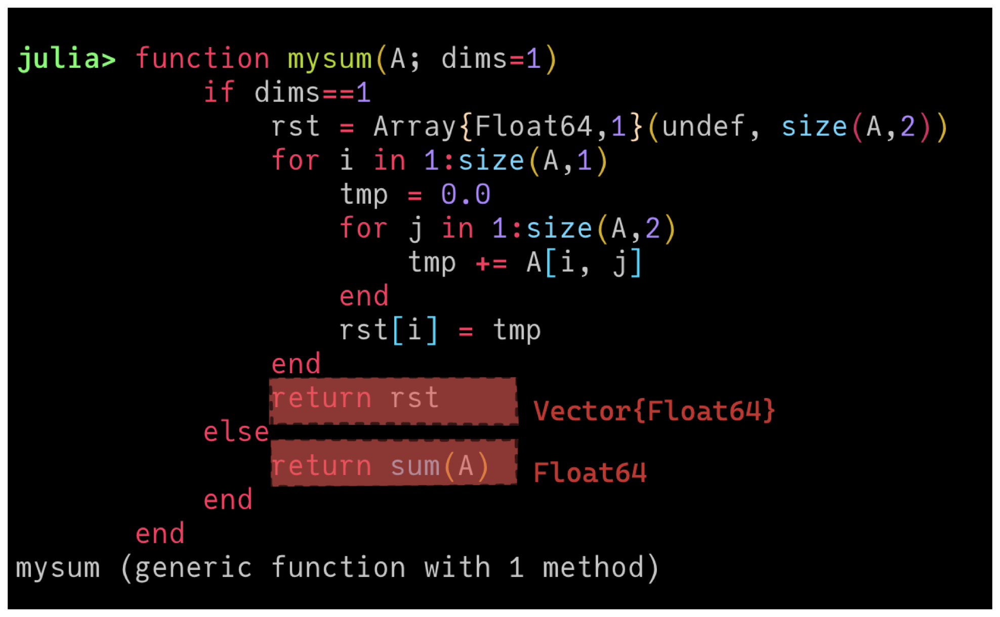 julia> function mysum(A; dims=1)
if dims==1
rst = Array{Float64,1}(undef, size(A,2))
for i in 1:size(A,1)
tmp = 0.0
for j in 1:size(A,2)
tmp += A[i, j]
end
rst[i] = tmp
end
return rst Vector{Float64}
else
return sum(A) Float64
end
end
mysum (generic function with 1 method)